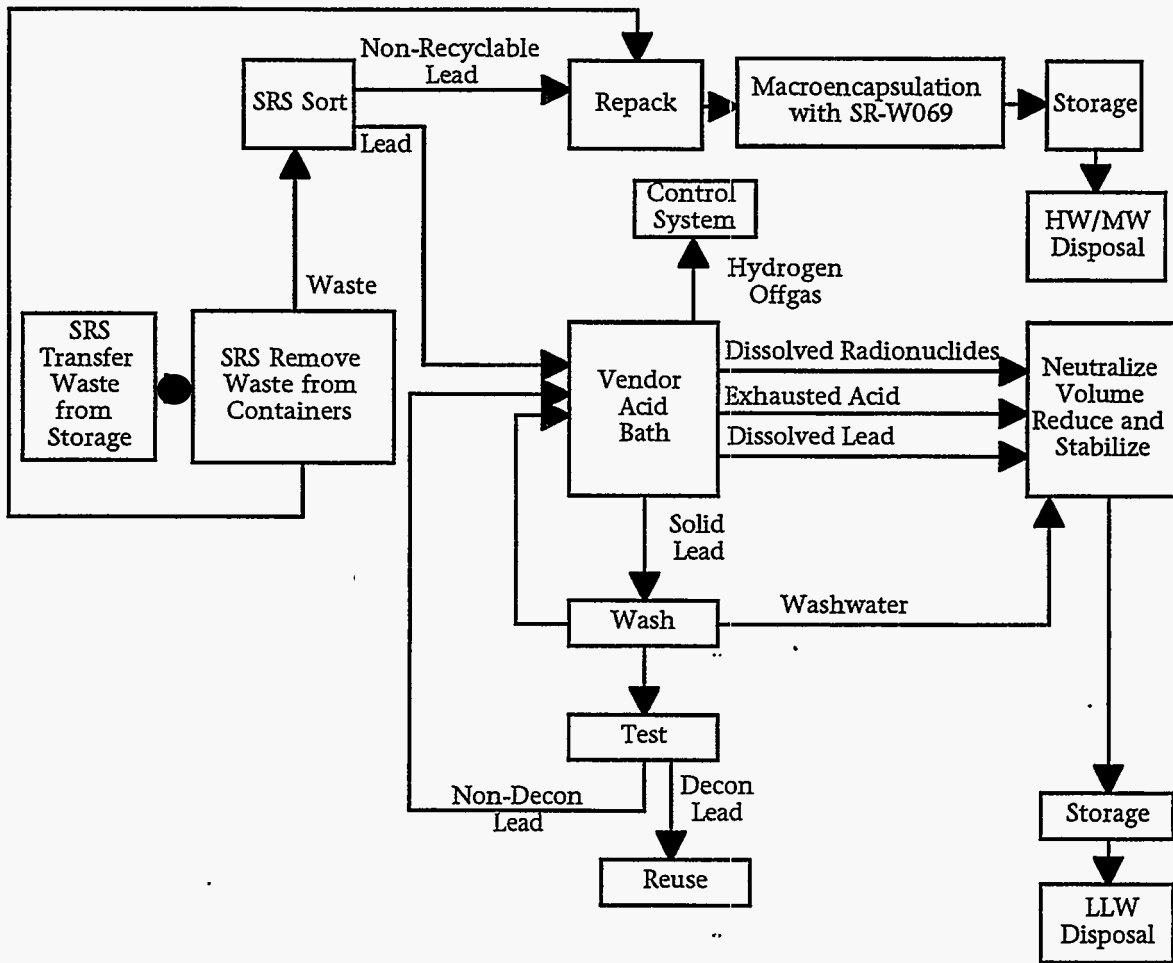 Non-Recyclable
Lead
SRS Sort
Lead
Repack
Macroencapsulation
with SR-W069
Storage
HW/MW
Disposal
Control
System
Hydrogen
Offgas
Waste
SRS
Transfer
Waste
from
Storage
SRS Remove
Waste from
Containers
Vendor
Acid
Bath
Dissolved Radionuclides
Exhausted Acid
Dissolved Lead
Neutralize
Volume
Reduce and
Stabilize
Solid
Lead
Wash
Washwater
Test
Non-Decon
Lead
Decon
Lead
Reuse
Storage
LLW
Disposal